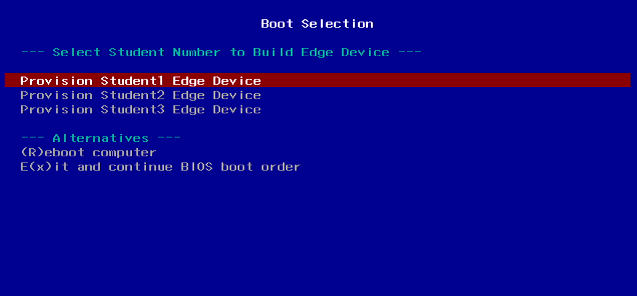 Boot Selection
--- Select Student Number to Build Edge Device ---
Provision Student1 Edge Device
Provision Student2 Edge Device
Provision Student3 Edge Device
--- Alternatives ---
(R)eboot computer
E(x)it and continue BIOS boot order